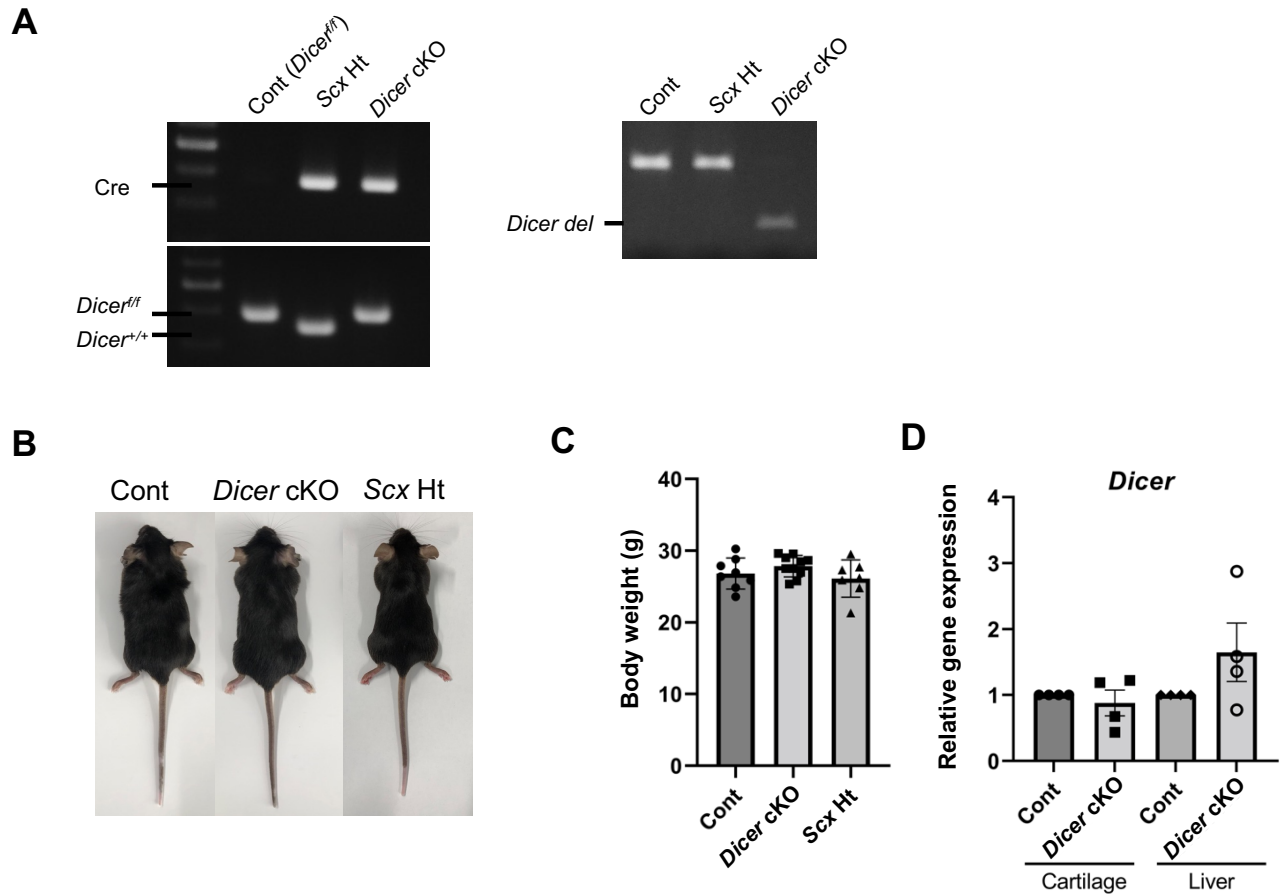 A
Cont (Dicerf/f)
Scx Ht
Dicer cKO
Cre
Dicerf/f
Dicer+/+
Cont
Scx Ht
Dicer cKO
Dicer del
B
Cont
Dicer cKO
Scx Ht
C
Body weight (g)
40
30
20
10
0
Cont
Dicer cKO
Scx Ht
D
Dicer
Relative gene expression
4
3
2
1
0
Cont
Dicer cKO
Cont
Dicer cKO
Cartilage
Liver